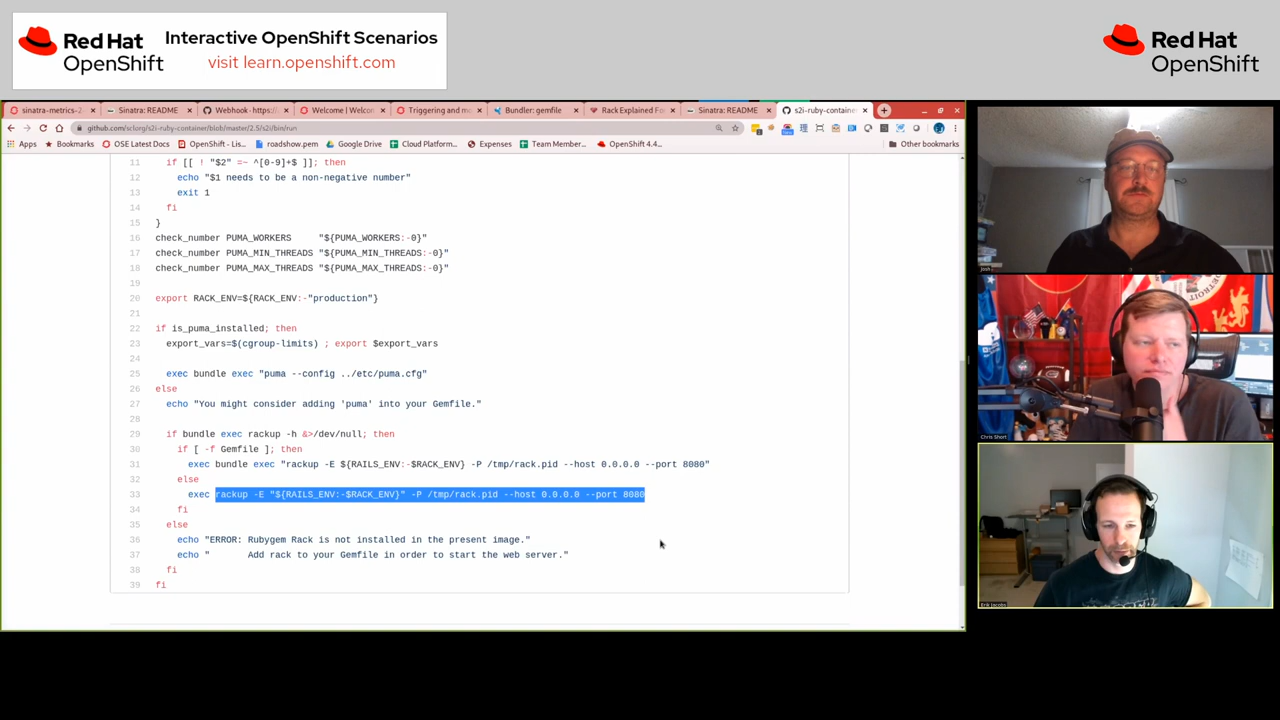 Red Hat
OpenShift
Interactive OpenShift Scenarios
visit learn.openshift.com
Red Hat
OpenShift
sinatra-metrics-2
Sinatra: README
Webhook · https:/
Welcome | Welcon
Triggering and mo
Bundler: gemfile
Rack Explained Fo
Sinatra: README
s2i-ruby-containe
github.com/sclorg/s2i-ruby-container/blob/master/2.5/s2i/bin/run
Apps
Bookmarks
OSE Latest Docs
OpenShift - Lis...
roadshow.pem
Google Drive
Cloud Platform...
Expenses
Team Member...
OpenShift 4.4...
Other bookmarks
11 if [[ ! "$2" =~ ^[0-9]+$ ]]; then
12 echo "$1 needs to be a non-negative number"
13 exit 1
14 fi
15 }
16 check_number PUMA_WORKERS "${PUMA_WORKERS:-0}"
17 check_number PUMA_MIN_THREADS "${PUMA_MIN_THREADS:-0}"
18 check_number PUMA_MAX_THREADS "${PUMA_MAX_THREADS:-0}"
19
20 export RACK_ENV=${RACK_ENV:-"production"}
21
22 if is_puma_installed; then
23 export_vars=$(cgroup-limits) ; export $export_vars
24
25 exec bundle exec "puma --config ../etc/puma.cfg"
26 else
27 echo "You might consider adding 'puma' into your Gemfile."
28
29 if bundle exec rackup -h &>/dev/null; then
30 if [ -f Gemfile ]; then
31 exec bundle exec "rackup -E ${RAILS_ENV:-$RACK_ENV} -P /tmp/rack.pid --host 0.0.0.0 --port 8080"
32 else
33 exec rackup -E "${RAILS_ENV:-$RACK_ENV}" -P /tmp/rack.pid --host 0.0.0.0 --port 8080
34 fi
35 else
36 echo "ERROR: Rubygem Rack is not installed in the present image."
37 echo " Add rack to your Gemfile in order to start the web server."
38 fi
39 fi
Josh
DETROIT
Chris Short
Erik Jacobs